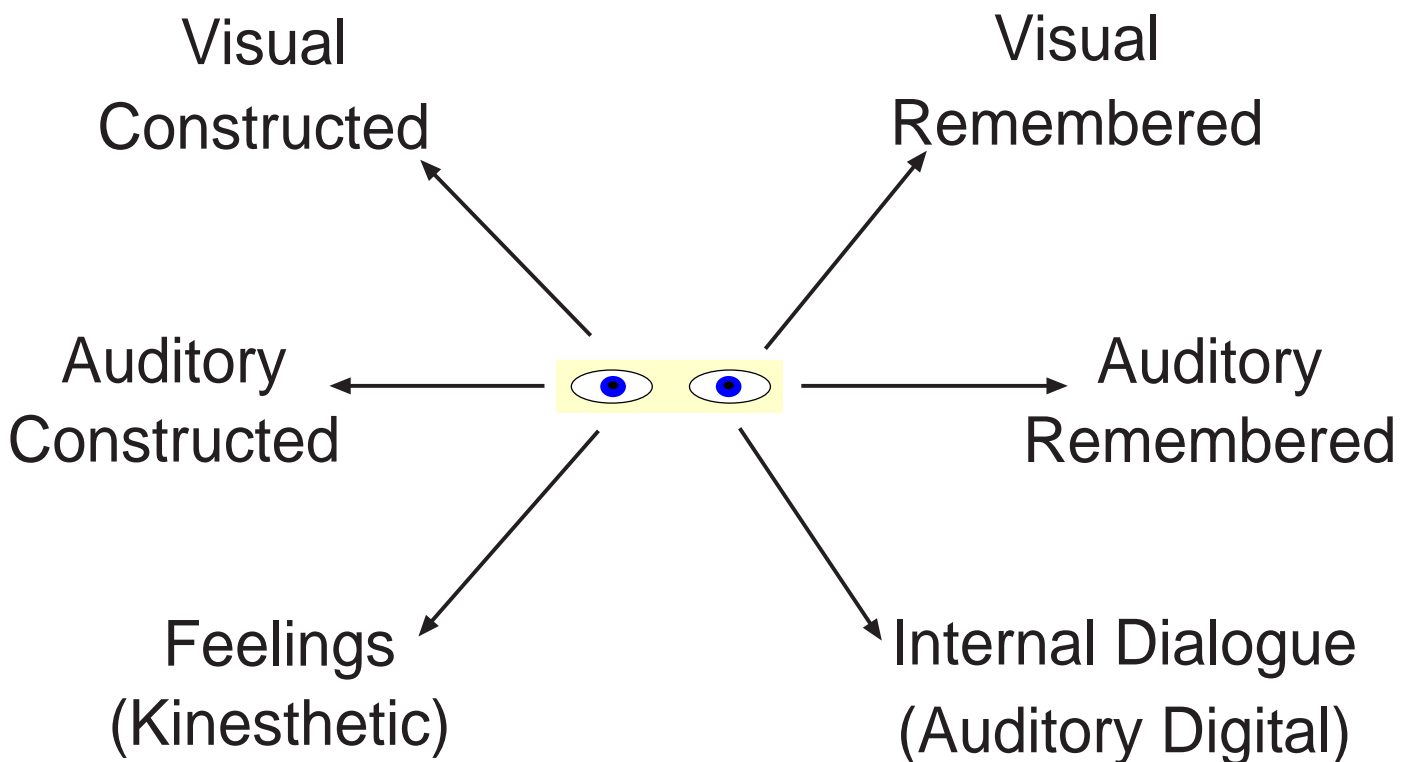 Visual
Constructed
Visual
Remembered
Auditory
Constructed
Auditory
Remembered
Feelings
(Kinesthetic)
Internal Dialogue
(Auditory Digital)